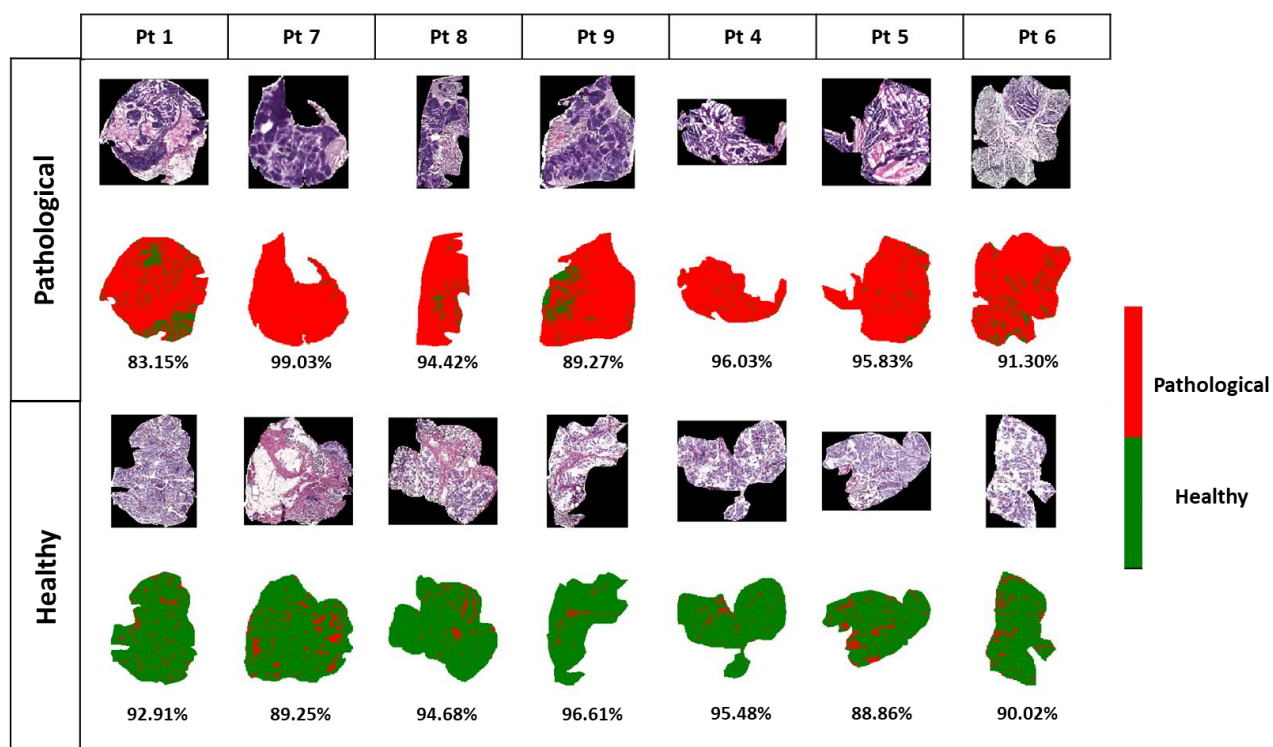 Pt 1 Pt 7 Pt 8 Pt 9 Pt 4 Pt 5 Pt 6
Pathological
83.15% 99.03% 94.42% 89.27% 96.03% 95.83% 91.30%
Pathological
Healthy
Healthy
92.91% 89.25% 94.68% 96.61% 95.48% 88.86% 90.02%